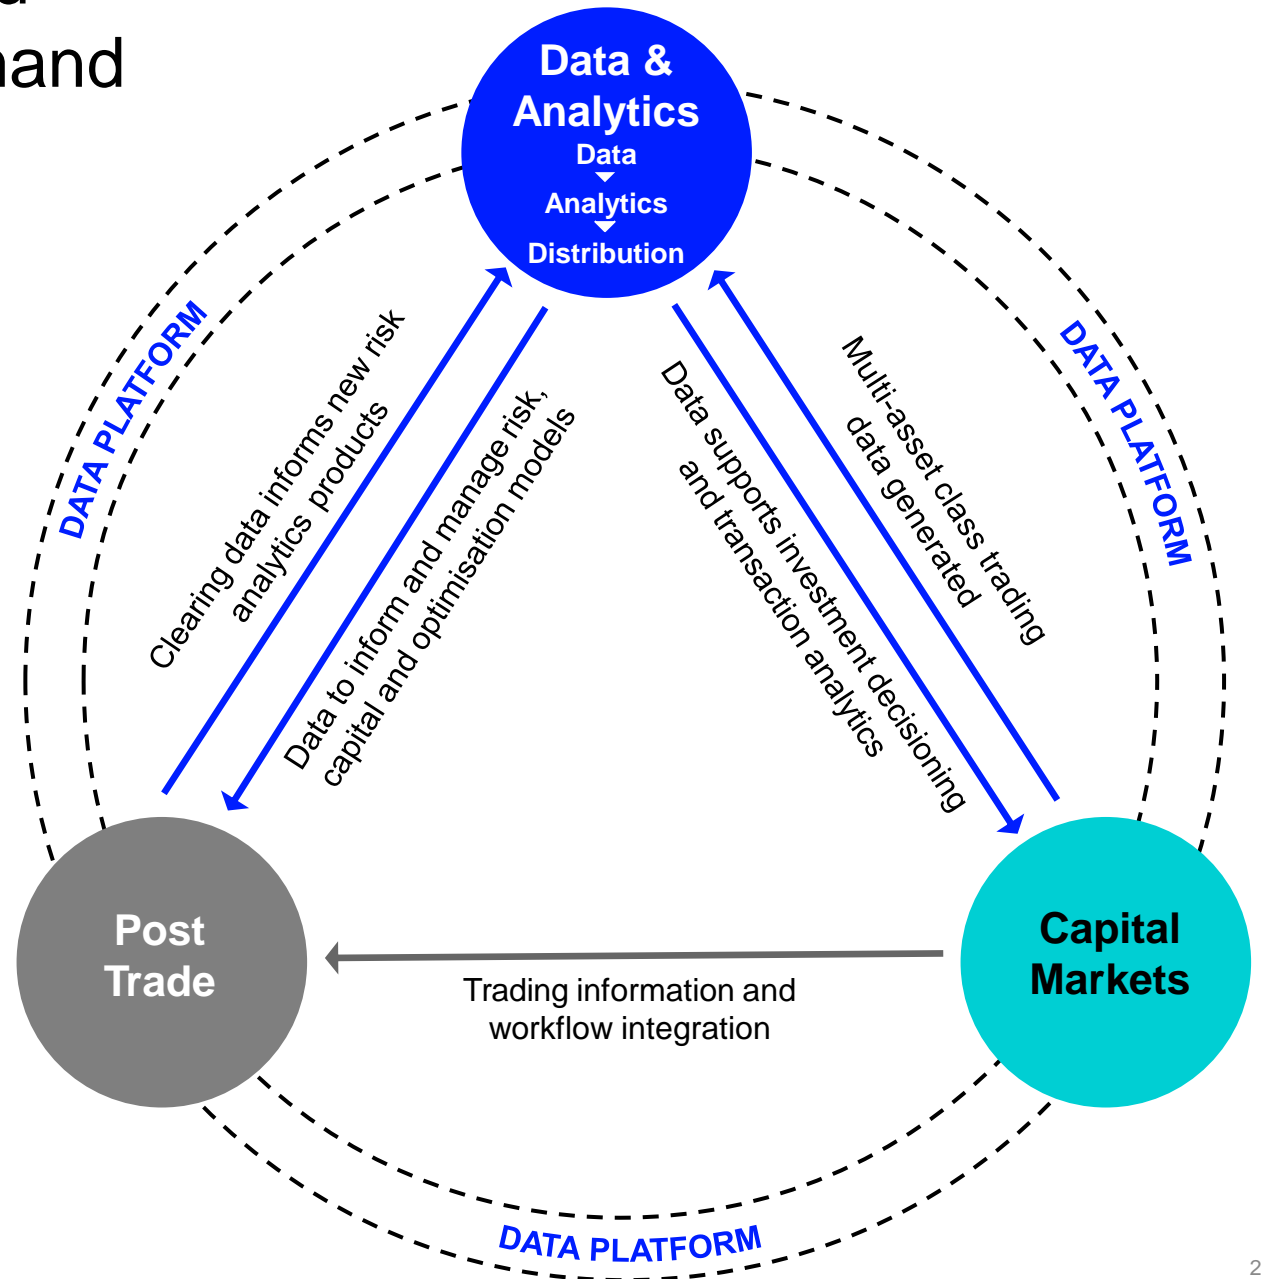 Data &
Analytics
Data
Analytics
Distribution
DATA PLATFORM
DATA PLATFORM
Clearing data informs new risk
analytics products
Data to inform and manage risk,
capital and optimisation models
Data supports investment decisioning
and transaction analytics
Multi-asset class trading
data generated
Post
Trade
Capital
Markets
Trading information and
workflow integration
DATA PLATFORM
2